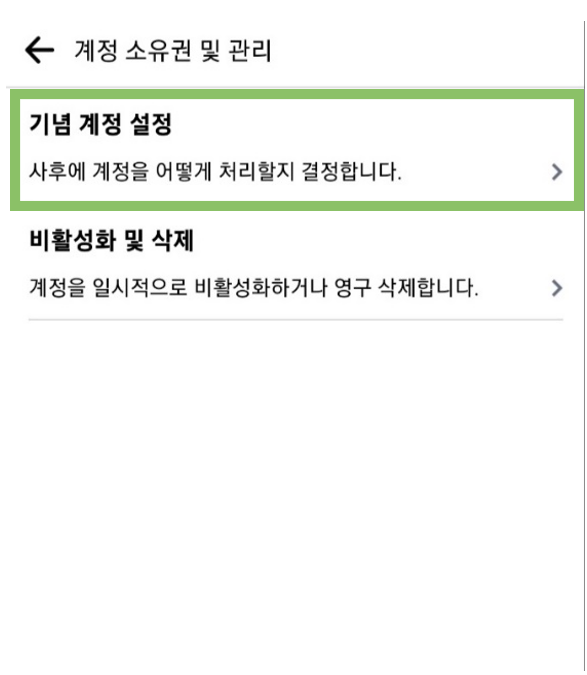 계정 소유권 및 관리
기념 계정 설정
사후에 계정을 어떻게 처리할지 결정합니다.
비활성화 및 삭제
계정을 일시적으로 비활성화하거나 영구 삭제합니다.